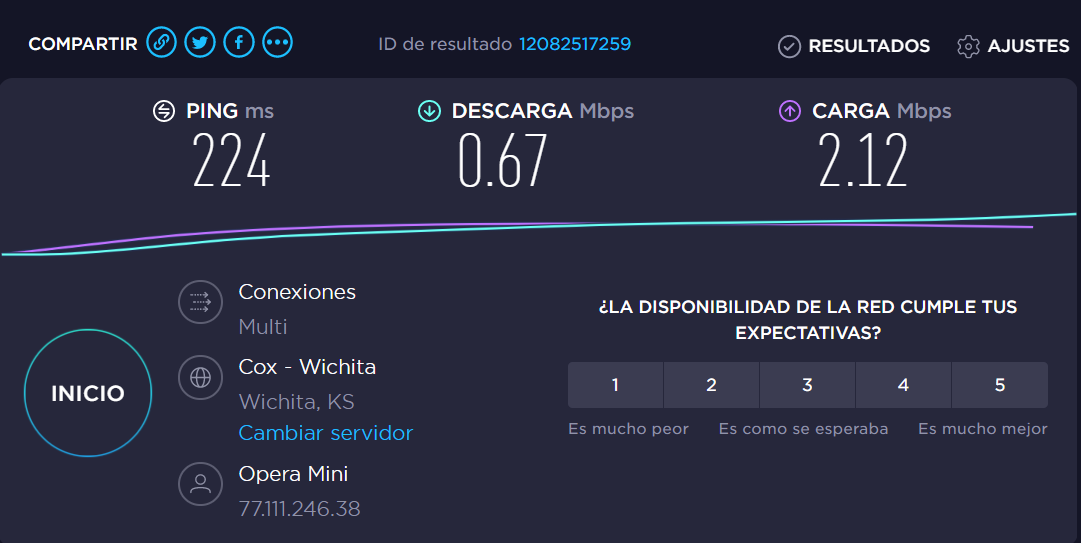 COMPARTIR
ID de resultado 12082517259
RESULTADOS
AJUSTES
PING ms
224
DESCARGA Mbps
0.67
CARGA Mbps
2.12
Conexiones
Multi
Cox - Wichita
Wichita, KS
Cambiar servidor
Opera Mini
77.111.246.38
INICIO
¿LA DISPONIBILIDAD DE LA RED CUMPLE TUS
EXPECTATIVAS?
1 2 3 4 5
Es mucho peor Es como se esperaba Es mucho mejor